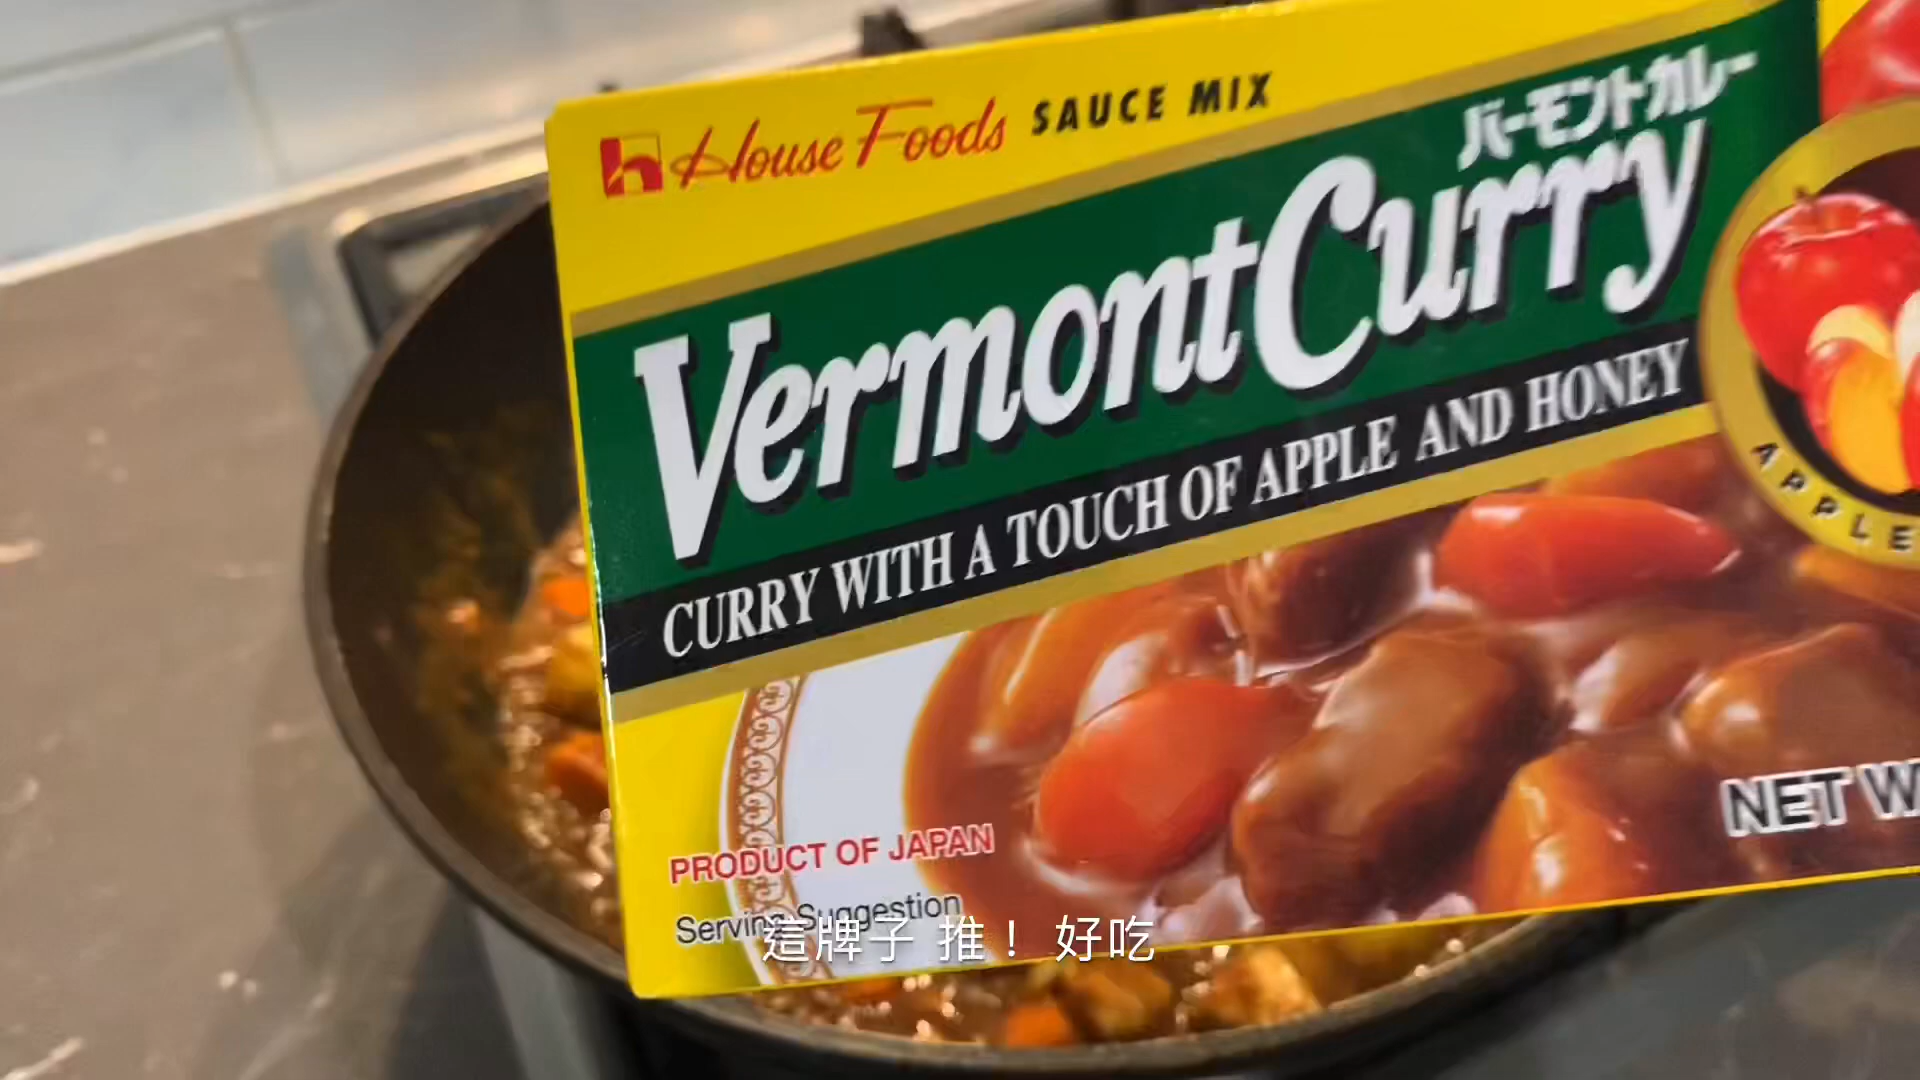 House Foods SAUCE MIX
バーモントカレー
Vermont Curry
CURRY WITH A TOUCH OF APPLE AND HONEY
APPLE
NET W
PRODUCT OF JAPAN
Serving Suggestion
這牌子 推！ 好吃